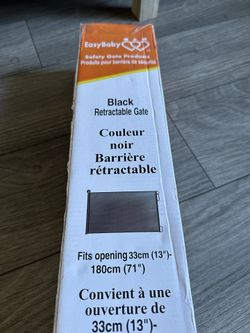 EasyBaby
Safety Gate Products
Produits pour barrière de sécurité
Black
Retractable Gate
Couleur
noir
Barrière
rétractable
Fits opening 33cm (13")-
180cm (71")
Convient à une
ouverture de
33cm (13")-